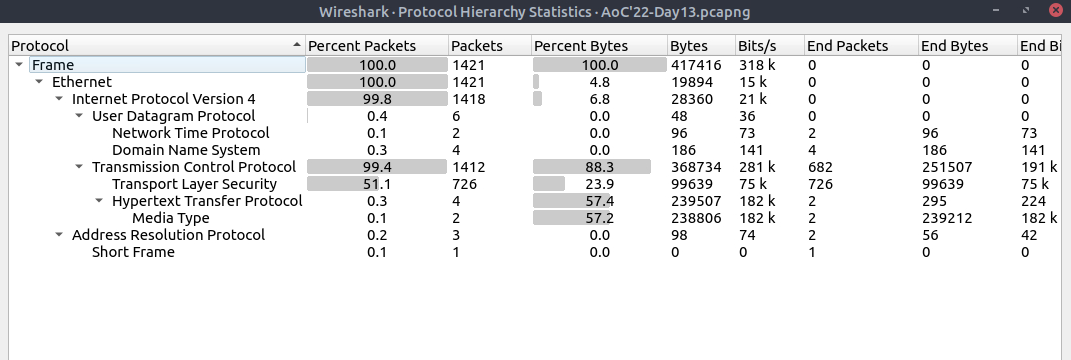 Wireshark · Protocol Hierarchy Statistics · AoC'22-Day13.pcapng
Protocol Percent Packets Packets Percent Bytes Bytes Bits/s End Packets End Bytes End Bi
Frame 100.0 1421 100.0 417416 318 k 0 0 0
Ethernet 100.0 1421 4.8 19894 15 k 0 0 0
Internet Protocol Version 4 99.8 1418 6.8 28360 21 k 0 0 0
User Datagram Protocol 0.4 6 0.0 48 36 0 0 0
Network Time Protocol 0.1 2 0.0 96 73 2 96 73
Domain Name System 0.3 4 0.0 186 141 4 186 141
Transmission Control Protocol 99.4 1412 88.3 368734 281 k 682 251507 191 k
Transport Layer Security 51.1 726 23.9 99639 75 k 726 99639 75 k
Hypertext Transfer Protocol 0.3 4 57.4 239507 182 k 2 295 224
Media Type 0.1 2 57.2 238806 182 k 2 239212 182 k
Address Resolution Protocol 0.2 3 0.0 98 74 2 56 42
Short Frame 0.1 1 0.0 0 0 1 0 0